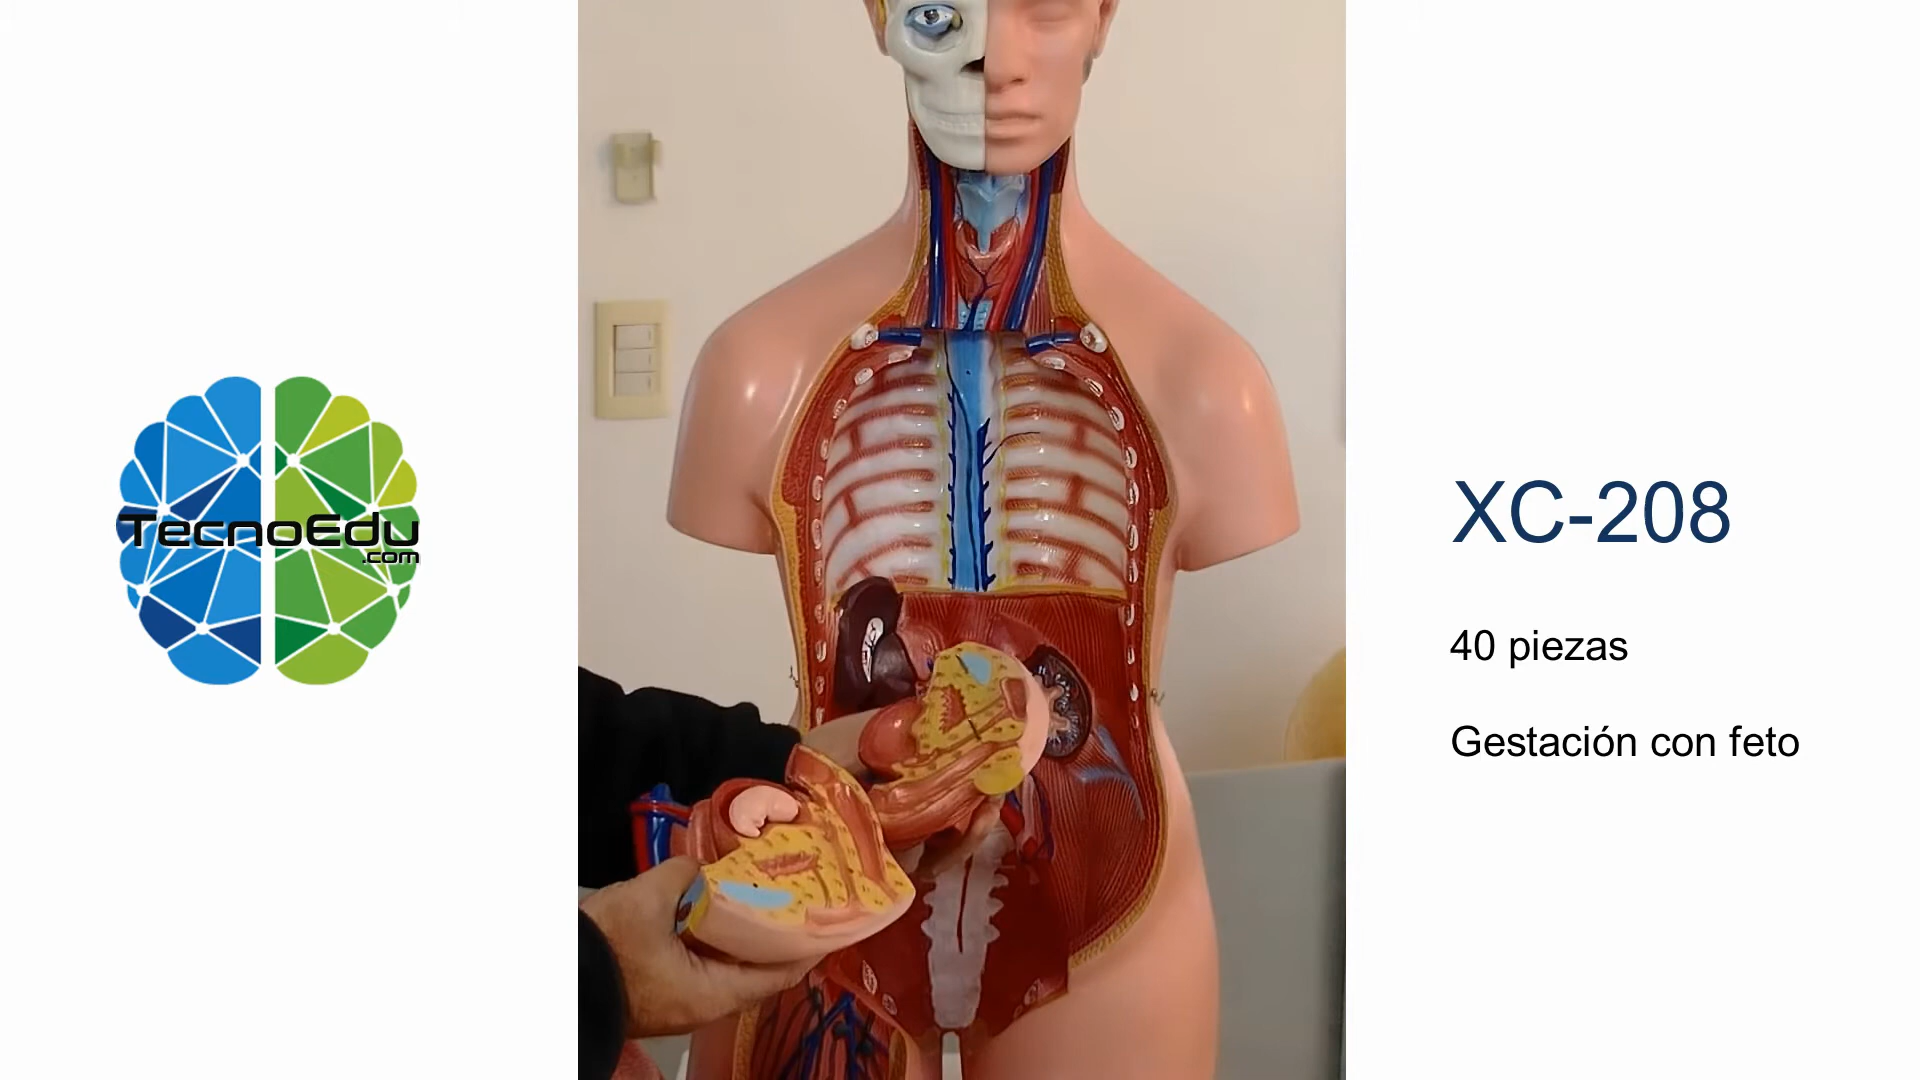 TecnoEdu
.com
XC-208
40 piezas
Gestación con feto